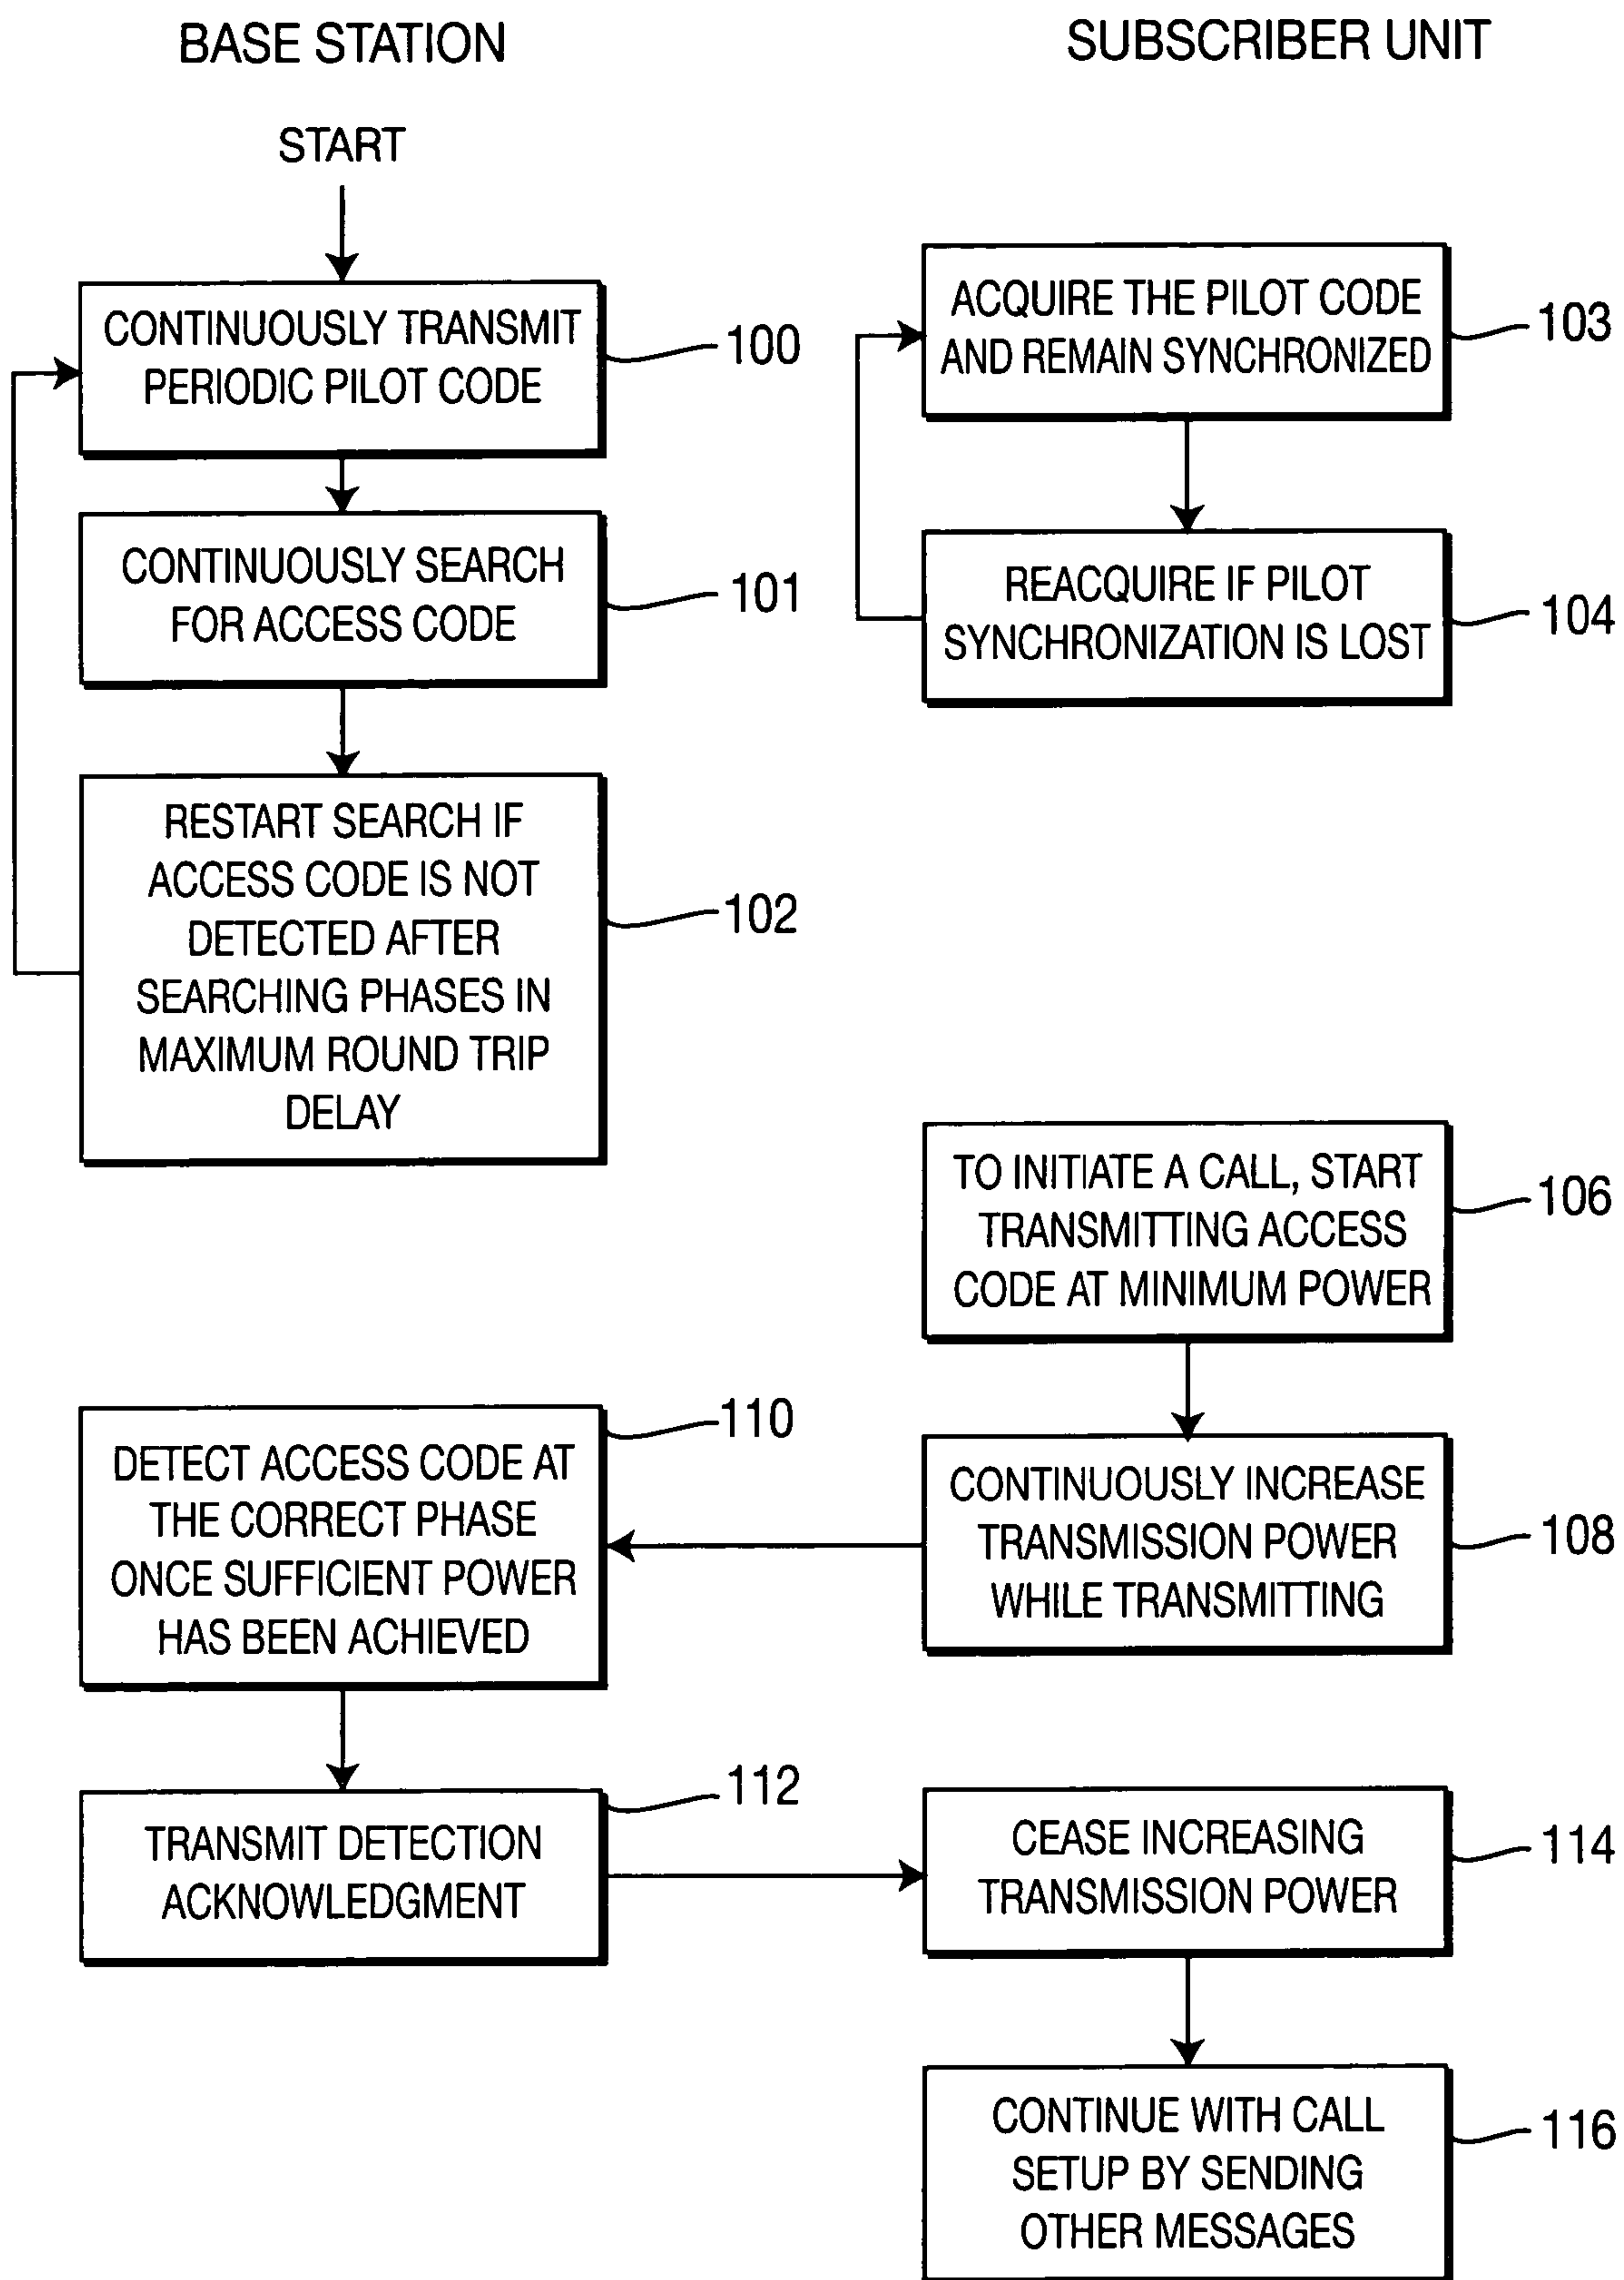 BASE STATION
SUBSCRIBER UNIT
START
CONTINUOUSLY TRANSMIT
PERIODIC PILOT CODE
100
ACQUIRE THE PILOT CODE
AND REMAIN SYNCHRONIZED
103
CONTINUOUSLY SEARCH
FOR ACCESS CODE
101
REACQUIRE IF PILOT
SYNCHRONIZATION IS LOST
104
RESTART SEARCH IF
ACCESS CODE IS NOT
DETECTED AFTER
SEARCHING PHASES IN
MAXIMUM ROUND TRIP
DELAY
102
TO INITIATE A CALL, START
TRANSMITTING ACCESS
CODE AT MINIMUM POWER
106
DETECT ACCESS CODE AT
THE CORRECT PHASE
ONCE SUFFICIENT POWER
HAS BEEN ACHIEVED
110
CONTINUOUSLY INCREASE
TRANSMISSION POWER
WHILE TRANSMITTING
108
TRANSMIT DETECTION
ACKNOWLEDGMENT
112
CEASE INCREASING
TRANSMISSION POWER
114
CONTINUE WITH CALL
SETUP BY SENDING
OTHER MESSAGES
116